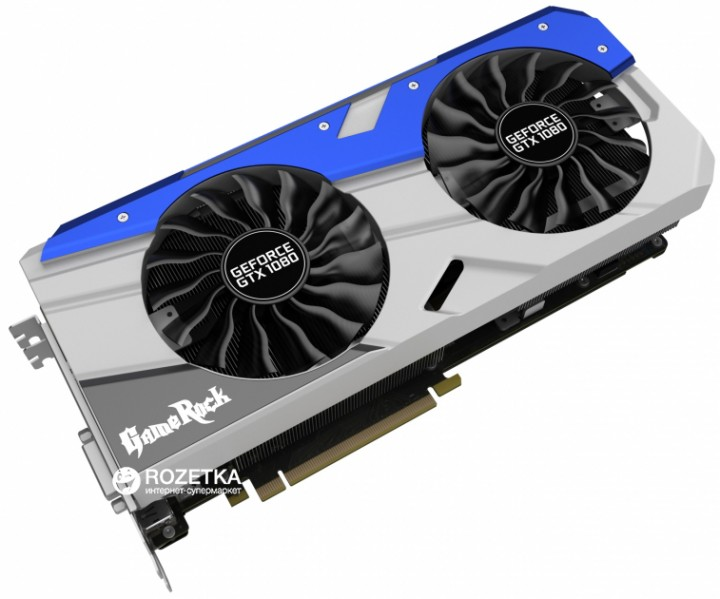 GEFORCE
GTX 1080
GEFORCE
GTX 1080
GameRock
ROZETKA
интернет-супермаркет